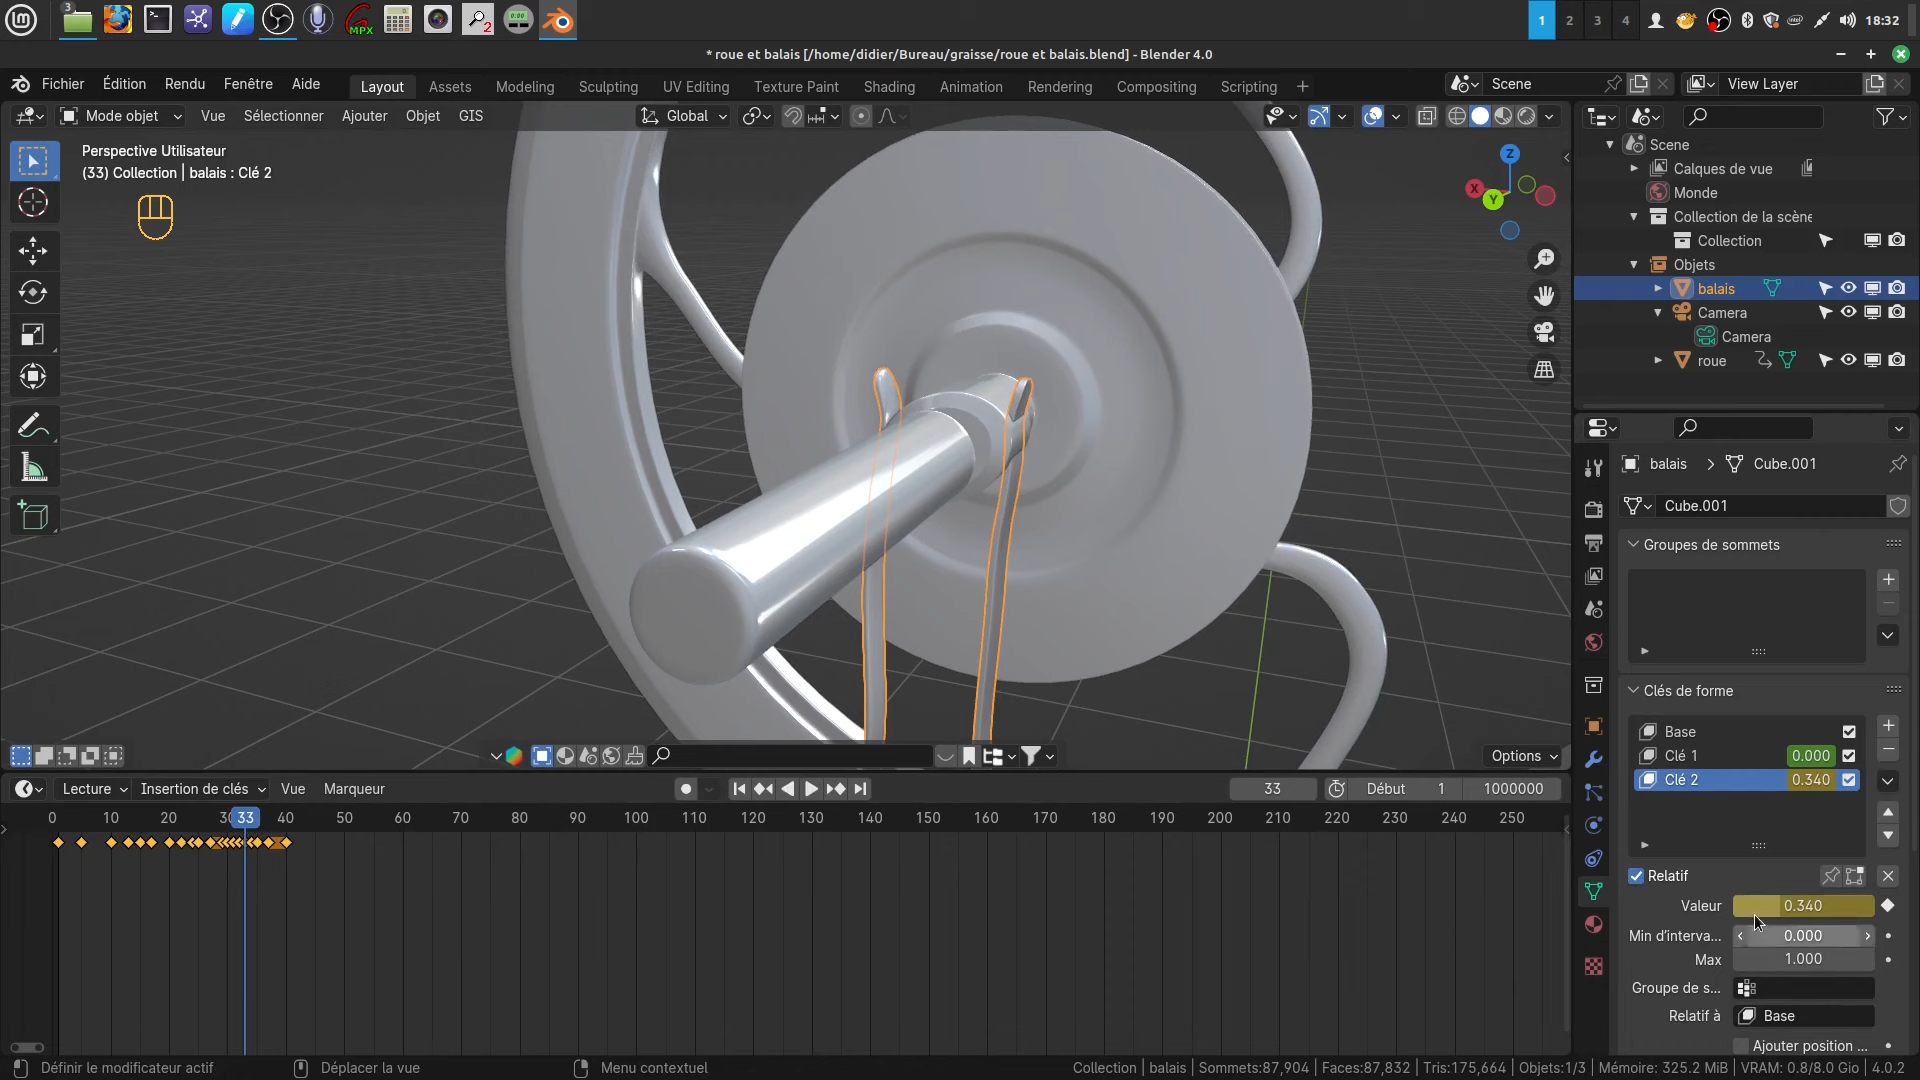 3
MPX
2
0:00
1
2
3
4
18:32
* roue et balais [/home/didier/Bureau/graisse/roue et balais.blend] - Blender 4.0
Fichier
Édition
Rendu
Fenêtre
Aide
Layout
Assets
Modeling
Sculpting
UV Editing
Texture Paint
Shading
Animation
Rendering
Compositing
Scripting
Scene
View Layer
Mode objet
Vue
Sélectionner
Ajouter
Objet
GIS
Global
Perspective Utilisateur
(33) Collection | balais : Clé 2
Z
X
Y
Options
Scene
Calques de vue
Monde
Collection de la scène
Collection
Objets
balais
Camera
Camera
roue
balais
Cube.001
Cube.001
Groupes de sommets
Clés de forme
Base
Clé 1
0.000
Clé 2
0.340
Relatif
Valeur
0.340
Min d'interva...
0.000
Max
1.000
Groupe de s...
Relatif à
Base
Ajouter position ...
Lecture
Insertion de clés
Vue
Marqueur
33
Début
1
1000000
0
10
20
30
33
40
50
60
70
80
90
100
110
120
130
140
150
160
170
180
190
200
210
220
230
240
250
Définir le modificateur actif
Déplacer la vue
Menu contextuel
Collection | balais | Sommets:87,904 | Faces:87,832 | Tris:175,664 | Objets:1/3 | Mémoire: 325.2 MiB | VRAM: 0.8/8.0 Gio | 4.0.2